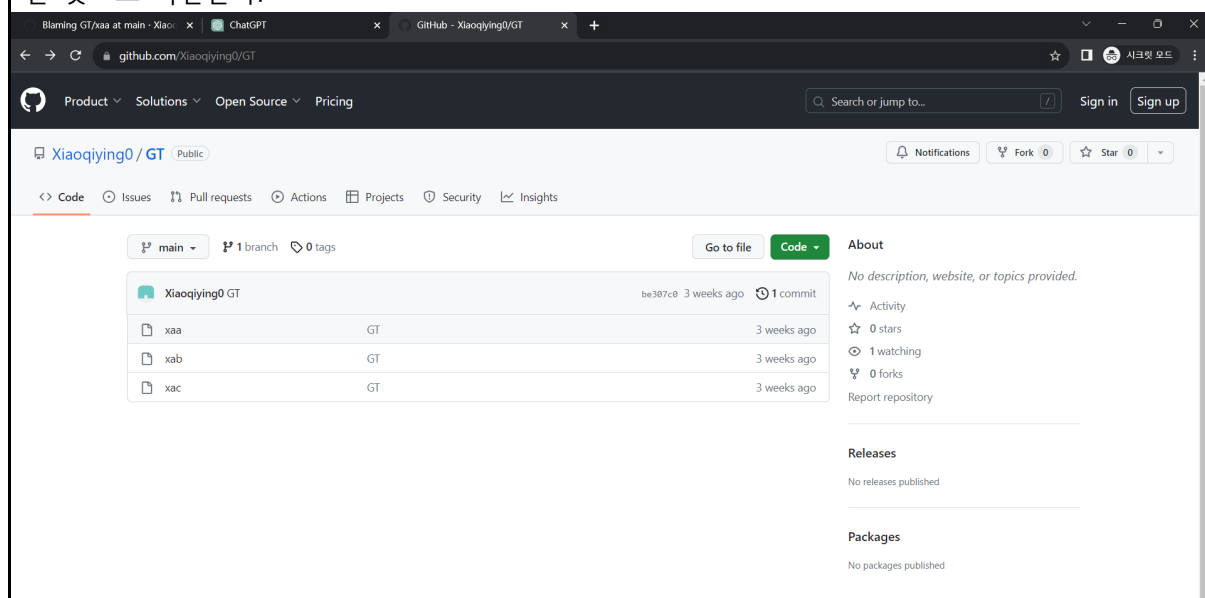 Blaming GT/xaa at main · Xiaoq
ChatGPT
GitHub - Xiaoqiying0/GT
github.com/Xiaoqiying0/GT
시크릿 모드
Product Solutions Open Source Pricing
Search or jump to... /
Sign in Sign up
Xiaoqiying0 / GT Public
Notifications Fork 0 Star 0
Code Issues Pull requests Actions Projects Security Insights
main 1 branch 0 tags Go to file Code
Xiaoqiying0 GT be307c0 3 weeks ago 1 commit
xaa GT 3 weeks ago
xab GT 3 weeks ago
xac GT 3 weeks ago
About
No description, website, or topics provided.
Activity
0 stars
1 watching
0 forks
Report repository
Releases
No releases published
Packages
No packages published